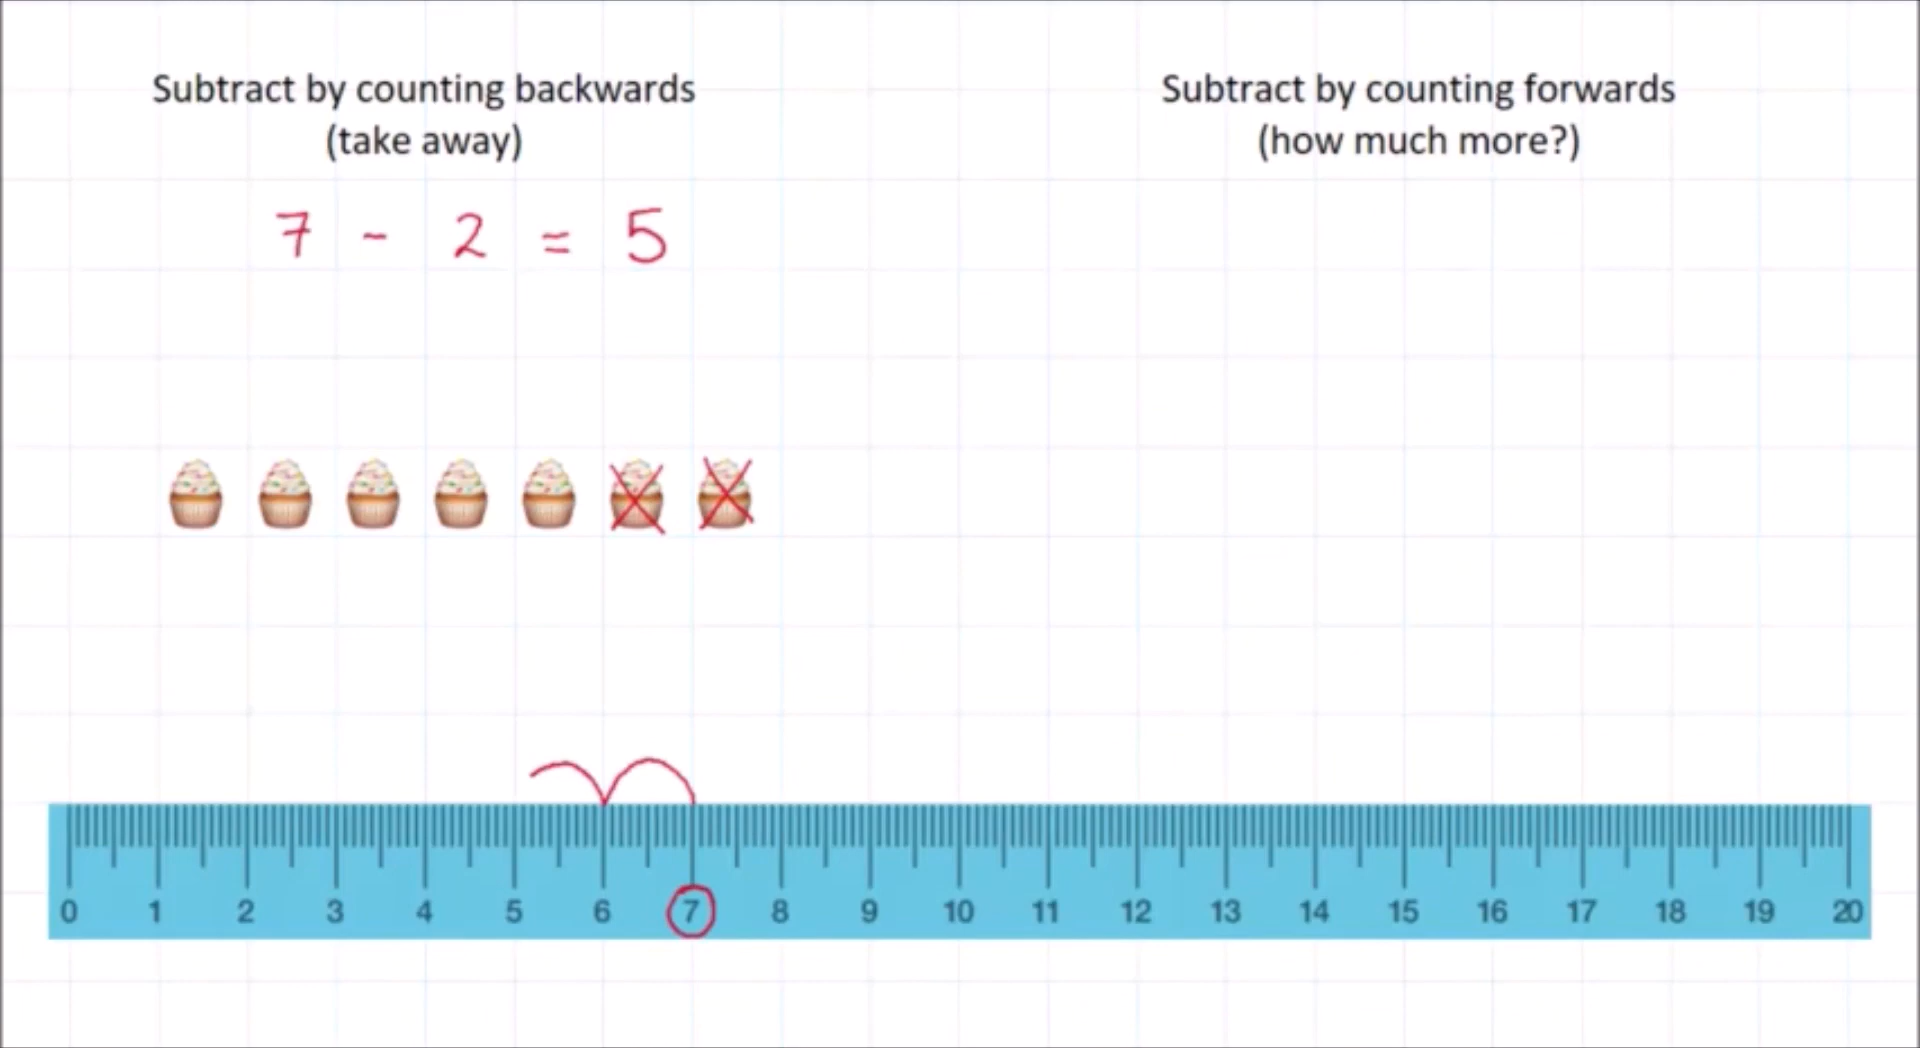 Subtract by counting backwards
(take away)
7 - 2 = 5
Subtract by counting forwards
(how much more?)
0 1 2 3 4 5 6 7 8 9 10 11 12 13 14 15 16 17 18 19 20